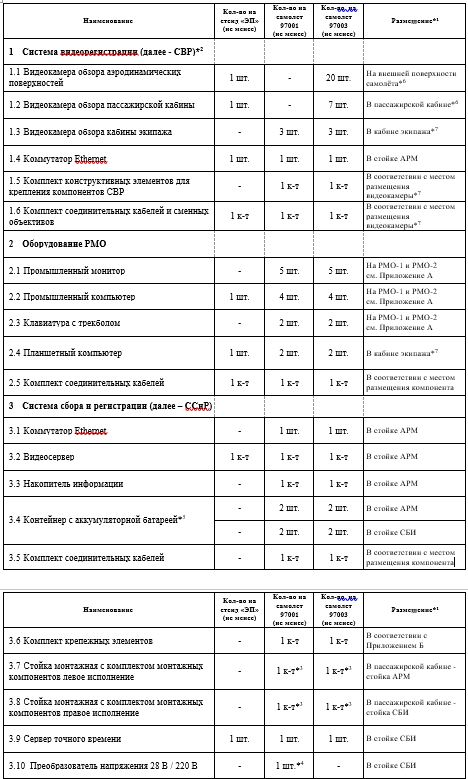 Наименование
Кол-во на
стенд «ЭП»
(не менее)
Кол-во на
самолет
97001
(не менее)
Кол-во на
самолет
97003
(не менее)
Размещение*1
1 Система видеорегистрации (далее - СВР)*2
1.1 Видеокамера обзора аэродинамических
поверхностей
1 шт.
-
20 шт.
На внешней поверхности
самолёта*6
1.2 Видеокамера обзора пассажирской кабины
1 шт.
-
7 шт.
В пассажирской кабине*6
1.3 Видеокамера обзора кабины экипажа
-
3 шт.
3 шт.
В кабине экипажа*7
1.4 Коммутатор Ethernet
1 шт.
1 шт.
1 шт.
В стойке АРМ
1.5 Комплект конструктивных элементов для
крепления компонентов СВР
-
1 к-т
1 к-т
В соответствии с местом
размещения
видеокамеры*7
1.6 Комплект соединительных кабелей и сменных
объективов
1 к-т
1 к-т
1 к-т
В соответствии с местом
размещения
видеокамеры*7
2 Оборудование РМО
2.1 Промышленный монитор
-
5 шт.
5 шт.
На РМО-1 и РМО-2
см. Приложение А
2.2 Промышленный компьютер
1 шт.
4 шт.
4 шт.
На РМО-1 и РМО-2
см. Приложение А
2.3 Клавиатура с трекболом
-
2 шт.
2 шт.
На РМО-1 и РМО-2
см. Приложение А
2.4 Планшетный компьютер
1 шт.
2 шт.
2 шт.
В кабине экипажа*7
2.5 Комплект соединительных кабелей
1 к-т
1 к-т
1 к-т
В соответствии с местом
размещения компонента
3 Система сбора и регистрации (далее – ССиР)
3.1 Коммутатор Ethernet
-
1 шт.
1 шт.
В стойке АРМ
3.2 Видеосервер
1 к-т
1 к-т
1 к-т
В стойке АРМ
3.3 Накопитель информации
-
1 к-т
1 к-т
В стойке АРМ
3.4 Контейнер с аккумуляторной батареей*5
-
2 шт.
2 шт.
В стойке АРМ
-
2 шт.
2 шт.
В стойке СБИ
3.5 Комплект соединительных кабелей
-
1 к-т
1 к-т
В соответствии с местом
размещения компонента
Наименование
Кол-во на
стенд «ЭП»
(не менее)
Кол-во на
самолет
97001
(не менее)
Кол-во на
самолет
97003
(не менее)
Размещение*1
3.6 Комплект крепежных элементов
-
1 к-т
1 к-т
В соответствии с
Приложением Б
3.7 Стойка монтажная с комплектом монтажных
компонентов левое исполнение
-
1 к-т*3
1 к-т*3
В пассажирской кабине -
стойка АРМ
3.8 Стойка монтажная с комплектом монтажных
компонентов правое исполнение
-
1 к-т*3
1 к-т*3
В пассажирской кабине -
стойка СБИ
3.9 Сервер точного времени
1 шт.
1 шт.
1 шт.
В стойке СБИ
3.10 Преобразователь напряжения 28 В / 220 В
-
1 шт.*4
-
В стойке СБИ